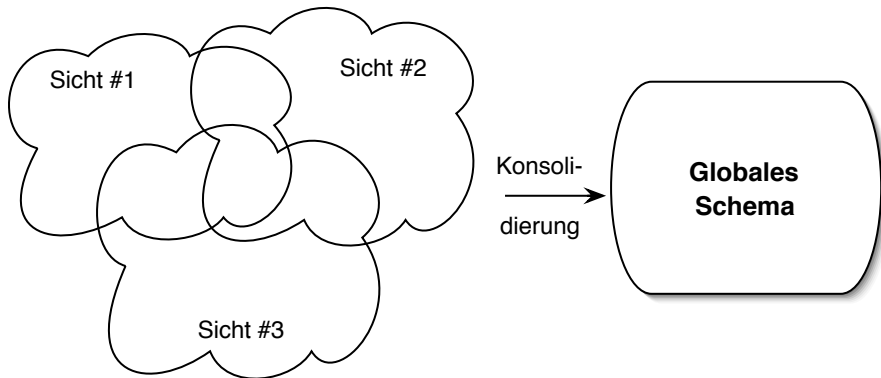 Sicht #1
Sicht #2
Sicht #3
Konsoli-
dierung
Globales
Schema